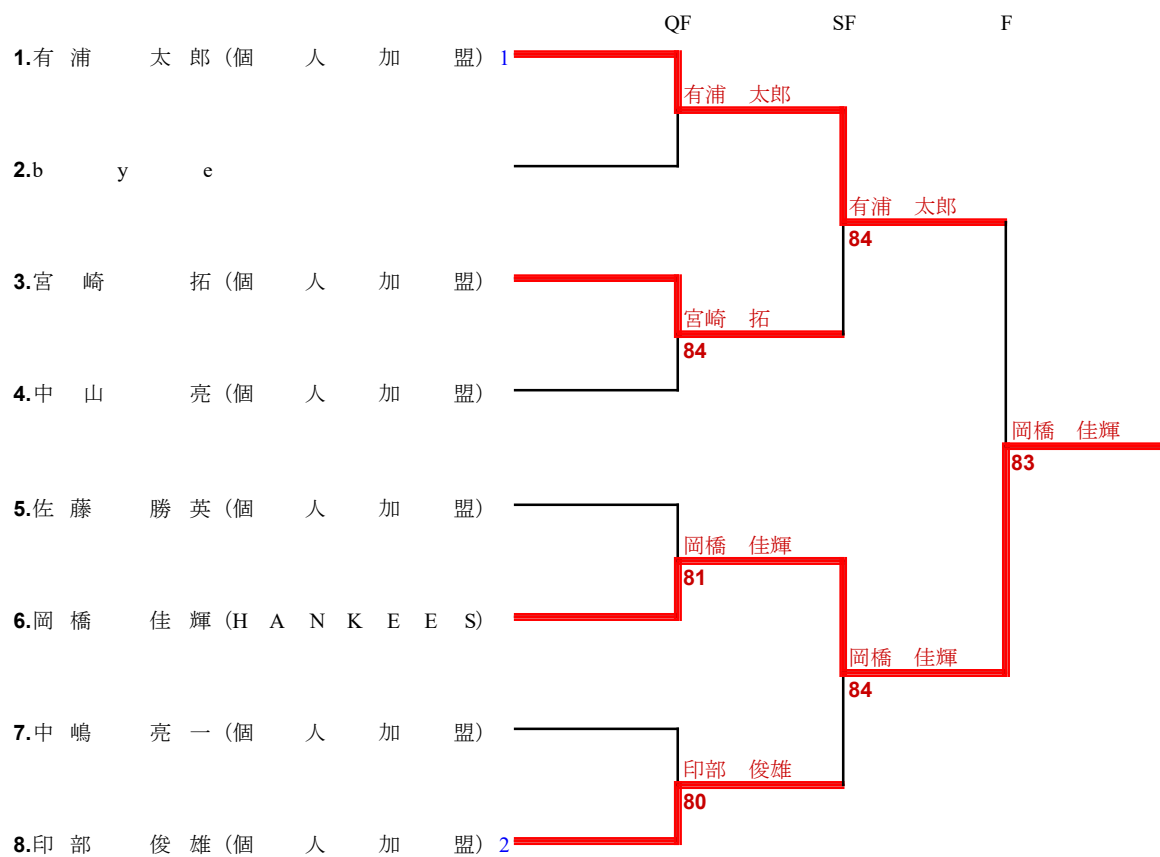 QF SF F
1.有浦 太郎(個人加盟) 1
有浦 太郎
2.bye
有浦 太郎
84
3.宮崎 拓(個人加盟)
宮崎 拓
84
4.中山 亮(個人加盟)
岡橋 佳輝
83
5.佐藤 勝英(個人加盟)
岡橋 佳輝
81
6.岡橋 佳輝(HANKEES)
岡橋 佳輝
84
7.中嶋 亮一(個人加盟)
印部 俊雄
80
8.印部 俊雄(個人加盟) 2